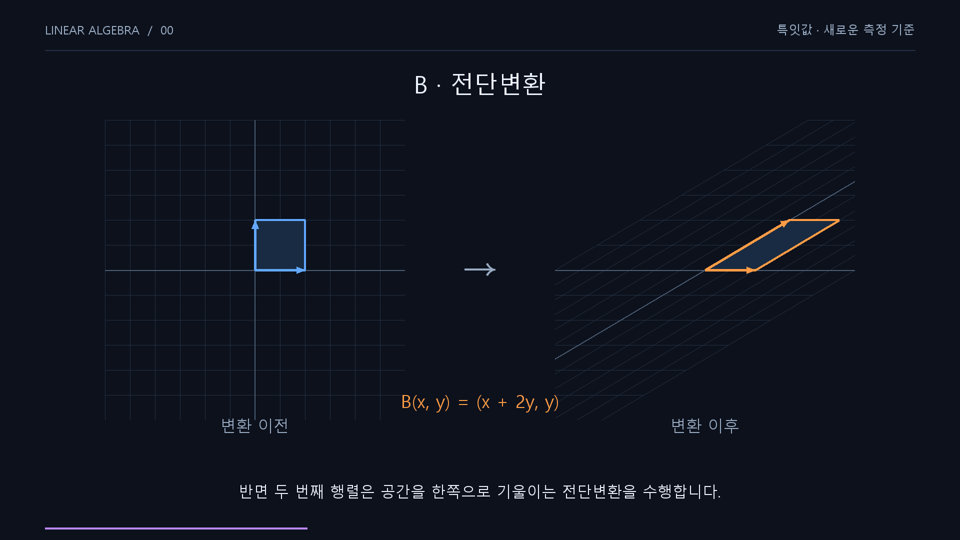 LINEAR ALGEBRA / 00
특잇값 · 새로운 측정 기준
B · 전단변환
B(x, y) = (x + 2y, y)
변환 이전
변환 이후
반면 두 번째 행렬은 공간을 한쪽으로 기울이는 전단변환을 수행합니다.